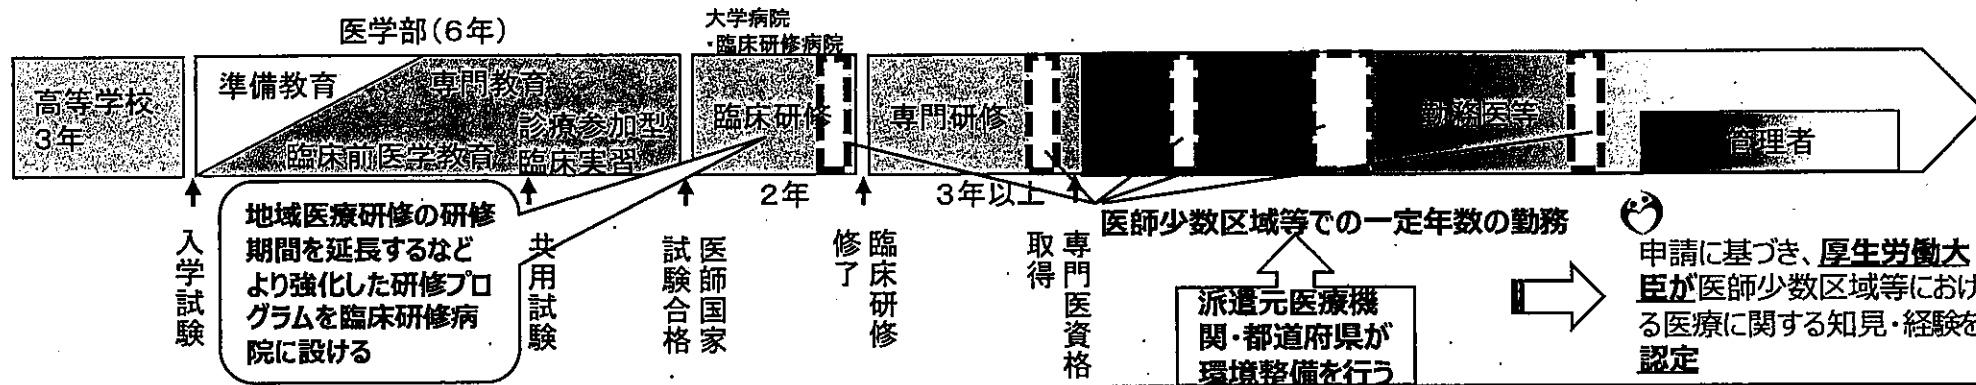 医学部(6年)
大学病院
・臨床研修病院
高等学校
3年
準備教育
専門教育
診療参加型
臨床前医学教育
臨床実習
臨床研修
専門研修
勤務医等
管理者
2年
3年以上
入学試験
地域医療研修の研修
期間を延長するなど
より強化した研修プロ
グラムを臨床研修病
院に設ける
共用試験
医師国家
試験合格
臨床研修
修了
専門医資格
取得
医師少数区域等での一定年数の勤務
派遣元医療機
関・都道府県が
環境整備を行う
申請に基づき、厚生労働大
臣が医師少数区域等におけ
る医療に関する知見・経験を
認定